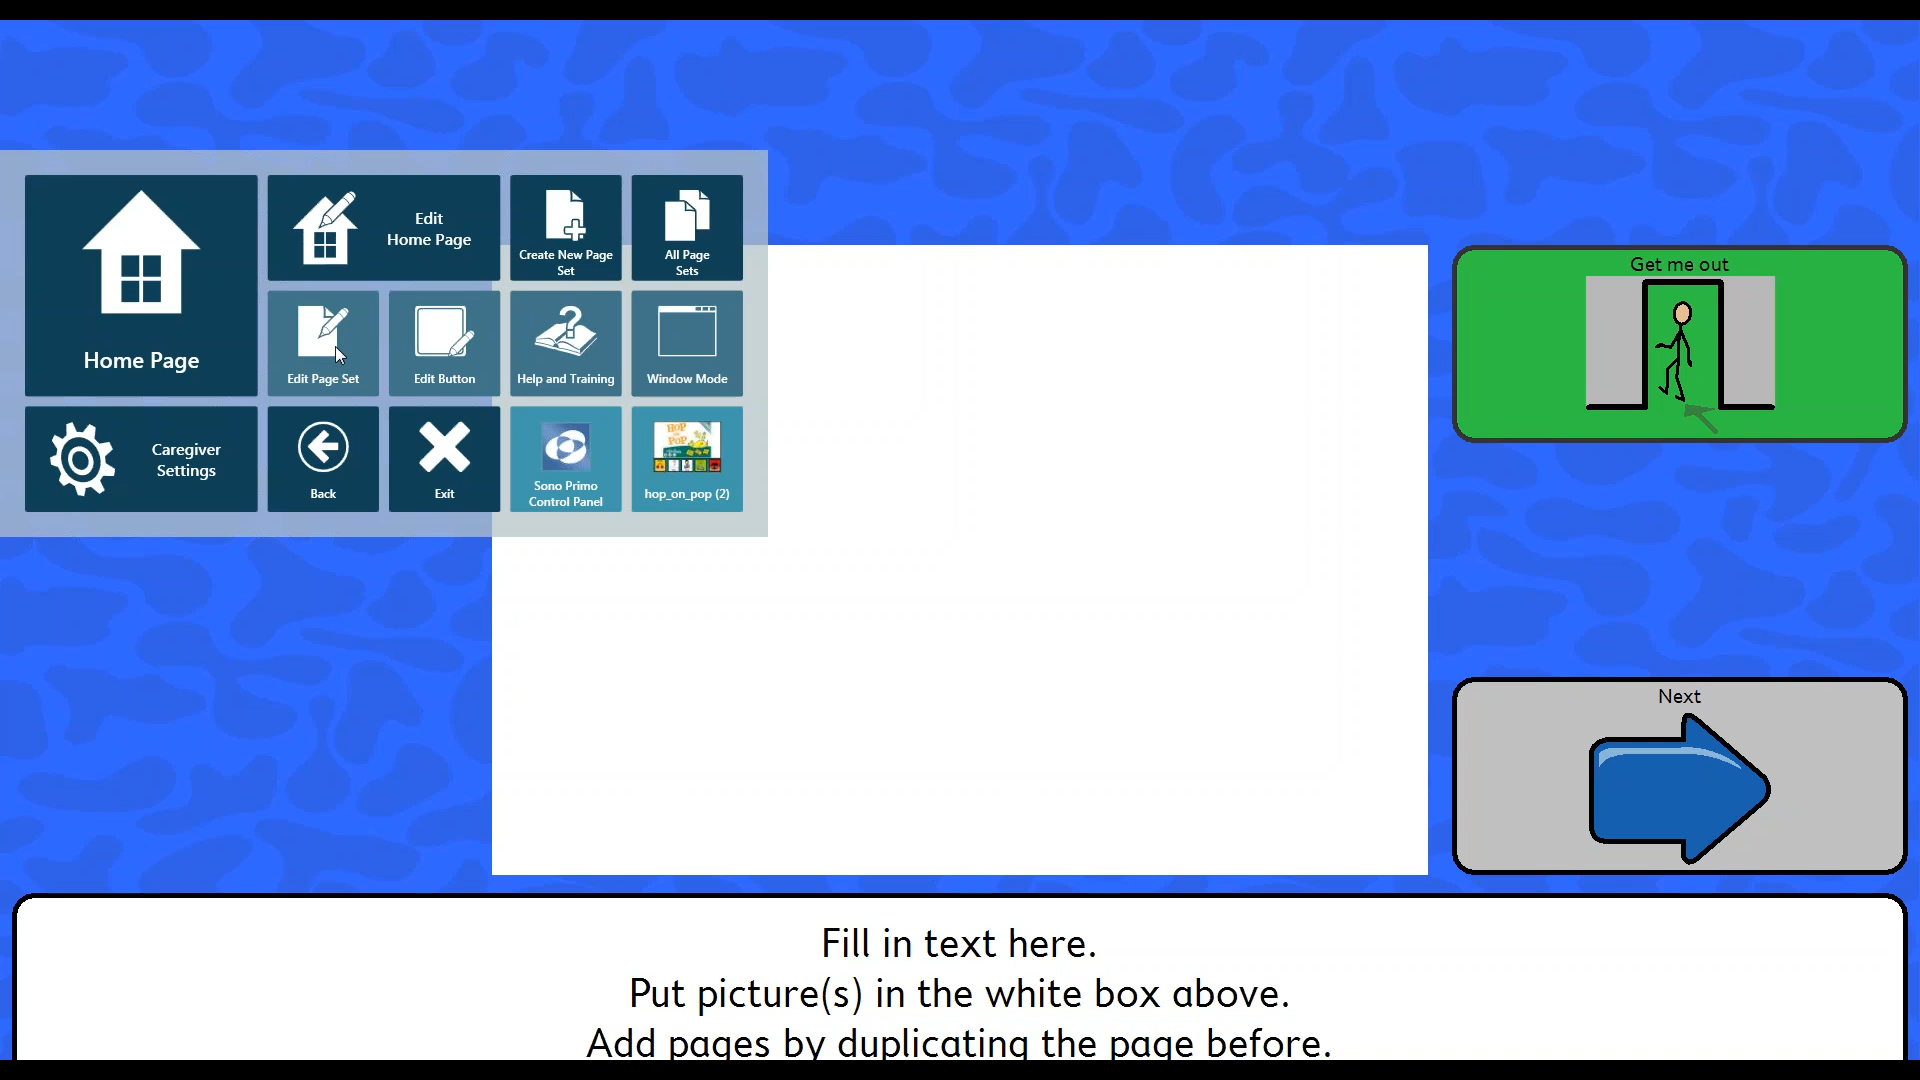 Home Page
Edit
Home Page
Create New Page
Set
All Page
Sets
Edit Page Set
Edit Button
Help and Training
Window Mode
Caregiver
Settings
Back
Exit
Sono Primo
Control Panel
HOP
POP
hop_on_pop (2)
Get me out
Next
Fill in text here.
Put picture(s) in the white box above.
Add pages by duplicating the page before.